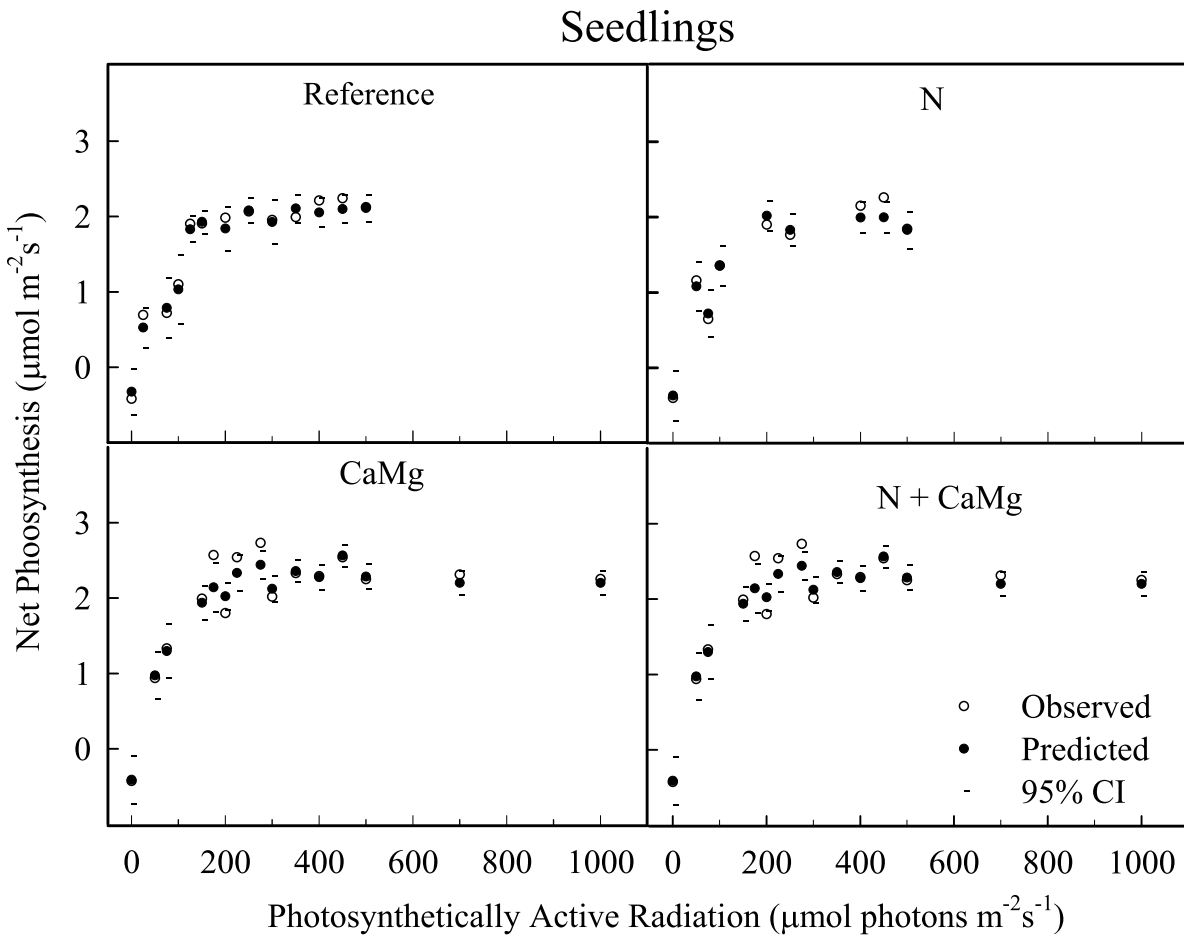 Seedlings
Reference
N
3
2
1
0
Net Phoosynthesis (μmol m⁻²s⁻¹)
CaMg
N + CaMg
3
2
1
0
Observed
Predicted
95% CI
0 200 400 600 800 1000 0 200 400 600 800 1000
Photosynthetically Active Radiation (μmol photons m⁻²s⁻¹)